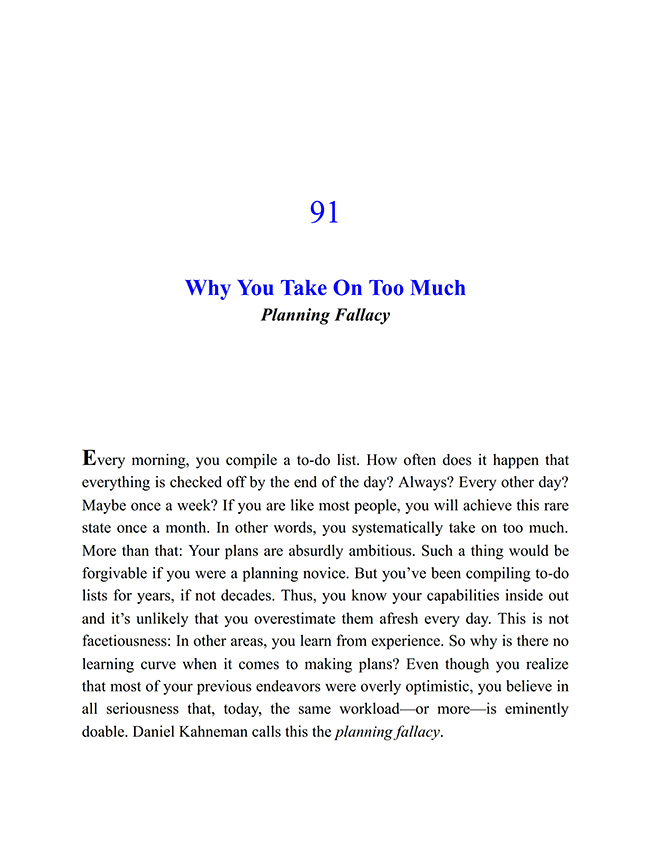 91
Why You Take On Too Much
Planning Fallacy
Every morning, you compile a to-do list. How often does it happen that
everything is checked off by the end of the day? Always? Every other day?
Maybe once a week? If you are like most people, you will achieve this rare
state once a month. In other words, you systematically take on too much.
More than that: Your plans are absurdly ambitious. Such a thing would be
forgivable if you were a planning novice. But you’ve been compiling to-do
lists for years, if not decades. Thus, you know your capabilities inside out
and it’s unlikely that you overestimate them afresh every day. This is not
facetiousness: In other areas, you learn from experience. So why is there no
learning curve when it comes to making plans? Even though you realize
that most of your previous endeavors were overly optimistic, you believe in
all seriousness that, today, the same workload—or more—is eminently
doable. Daniel Kahneman calls this the planning fallacy.